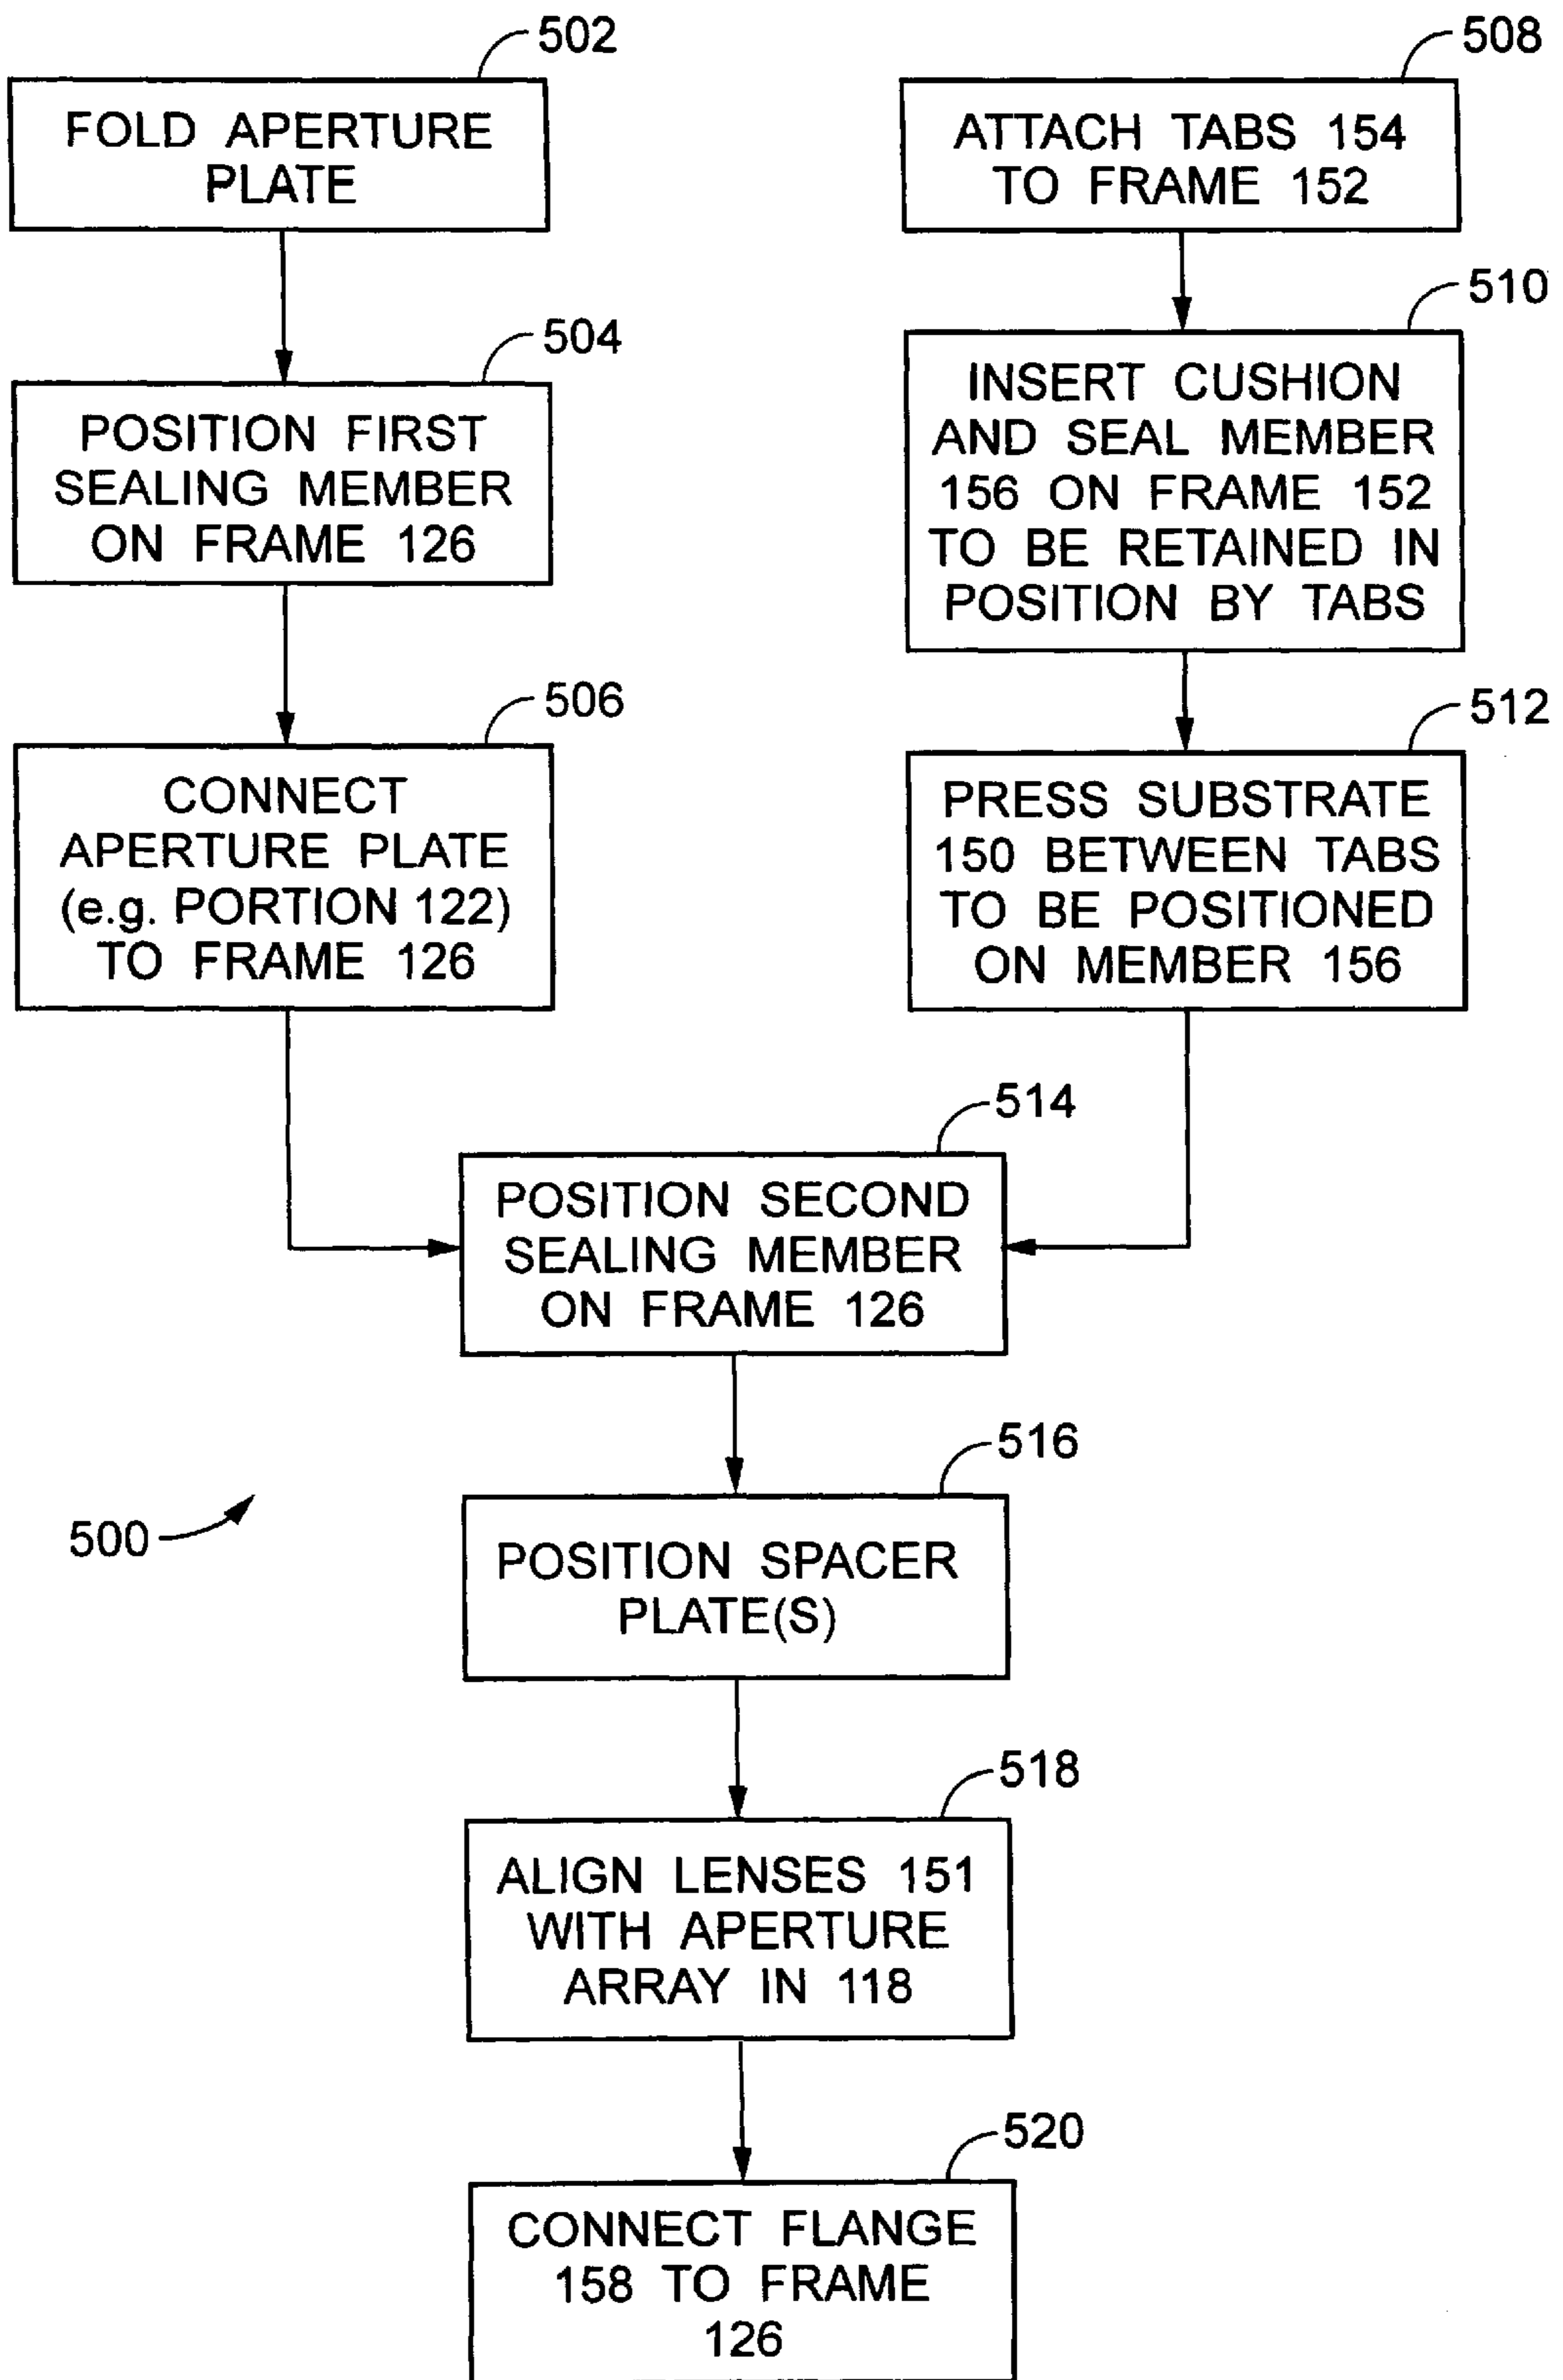 502
FOLD APERTURE
PLATE
504
POSITION FIRST
SEALING MEMBER
ON FRAME 126
506
CONNECT
APERTURE PLATE
(e.g. PORTION 122)
TO FRAME 126
508
ATTACH TABS 154
TO FRAME 152
510
INSERT CUSHION
AND SEAL MEMBER
156 ON FRAME 152
TO BE RETAINED IN
POSITION BY TABS
512
PRESS SUBSTRATE
150 BETWEEN TABS
TO BE POSITIONED
ON MEMBER 156
514
POSITION SECOND
SEALING MEMBER
ON FRAME 126
516
POSITION SPACER
PLATE(S)
500
518
ALIGN LENSES 151
WITH APERTURE
ARRAY IN 118
520
CONNECT FLANGE
158 TO FRAME
126